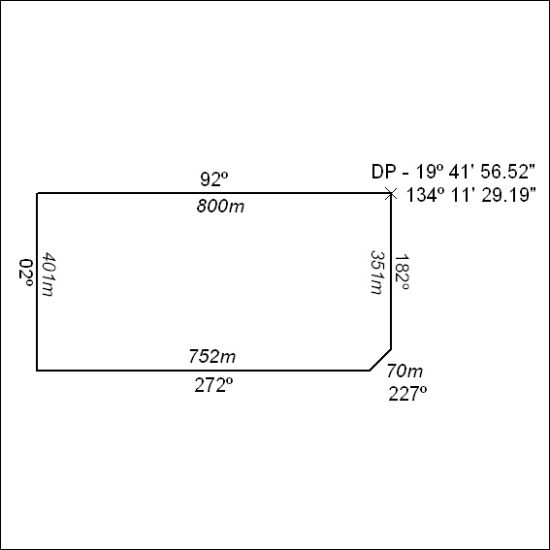 DP - 19º 41' 56.52"
134º 11' 29.19"
92º
800m
02º
401m
351m
182º
752m
272º
70m
227º